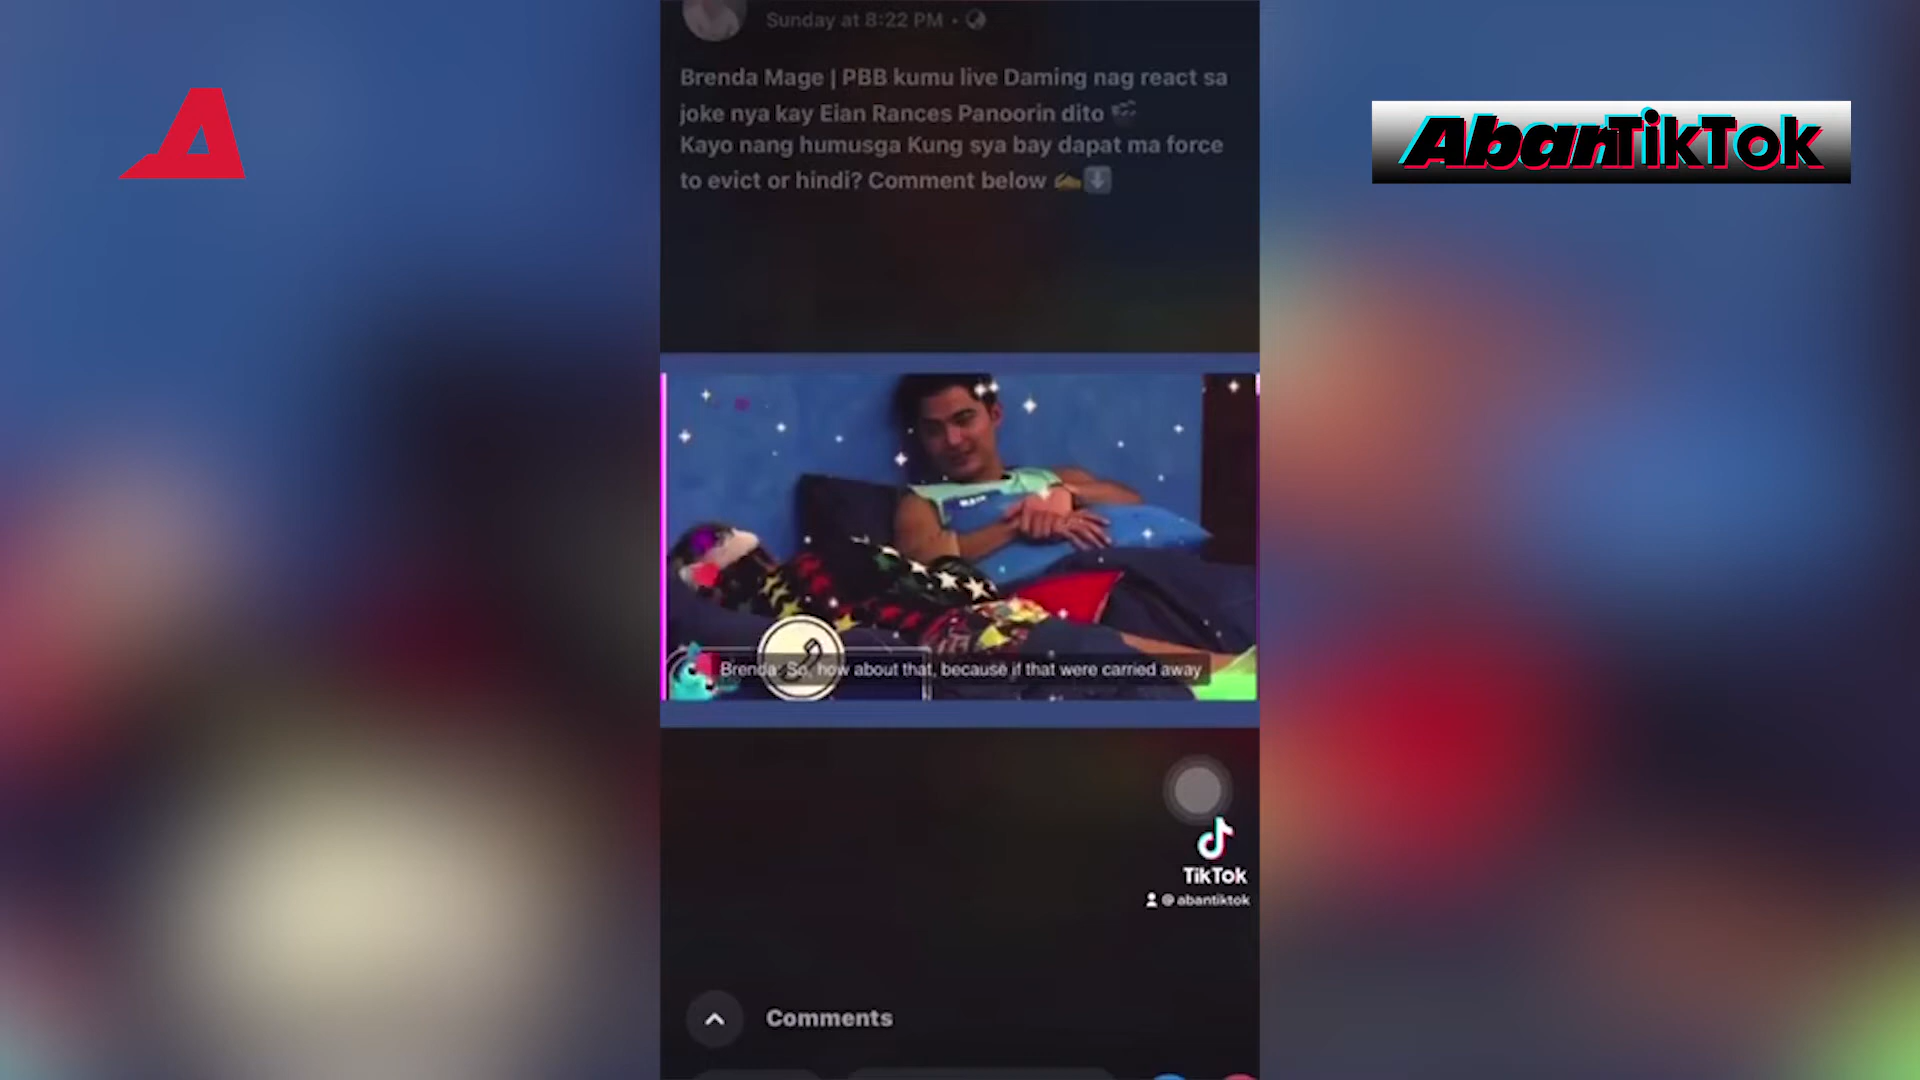 Sunday at 8:22 PM •
Brenda Mage | PBB kumu live Daming nag react sa
joke nya kay Eian Rances Panoorin dito
Kayo nang humusga Kung sya bay dapat ma force
to evict or hindi? Comment below
A
AbanTikTok
Brenda: So, how about that, because if that were carried away
TikTok
@ abantiktok
Comments